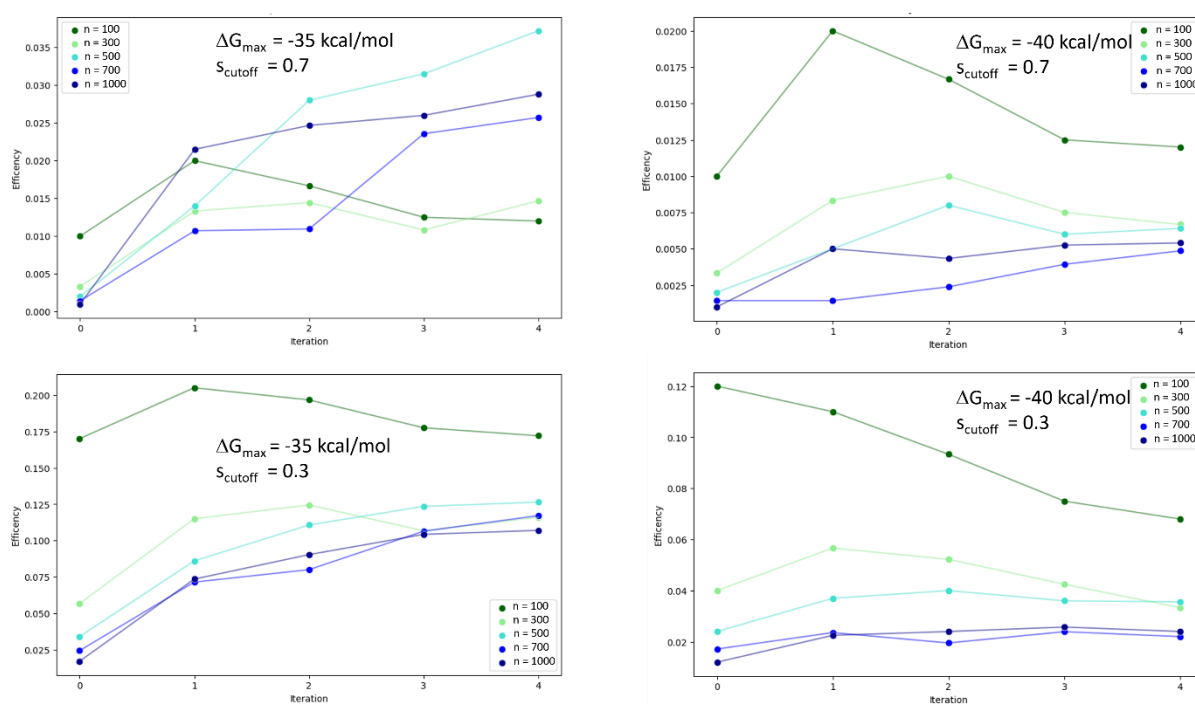 n = 100
n = 300
n = 500
n = 700
n = 1000
ΔGmax = -35 kcal/mol
scutoff = 0.7
0.035
0.030
0.025
0.020
0.015
0.010
0.005
0.000
Efficency
0 1 2 3 4
Iteration
ΔGmax = -40 kcal/mol
scutoff = 0.7
n = 100
n = 300
n = 500
n = 700
n = 1000
0.0200
0.0175
0.0150
0.0125
0.0100
0.0075
0.0050
0.0025
Efficency
0 1 2 3 4
Iteration
ΔGmax = -35 kcal/mol
scutoff = 0.3
0.200
0.175
0.150
0.125
0.100
0.075
0.050
0.025
Efficency
n = 100
n = 300
n = 500
n = 700
n = 1000
0 1 2 3 4
Iteration
ΔGmax = -40 kcal/mol
scutoff = 0.3
n = 100
n = 300
n = 500
n = 700
n = 1000
0.12
0.10
0.08
0.06
0.04
0.02
Efficency
0 1 2 3 4
Iteration